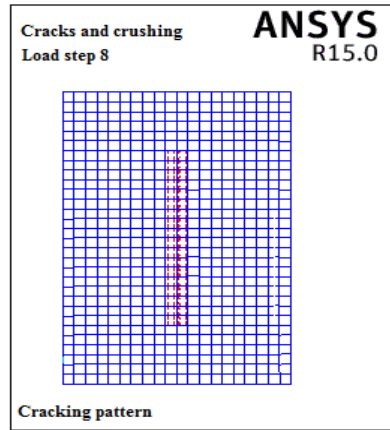 Cracks and crushing
Load step 8
ANSYS
R15.0
Cracking pattern